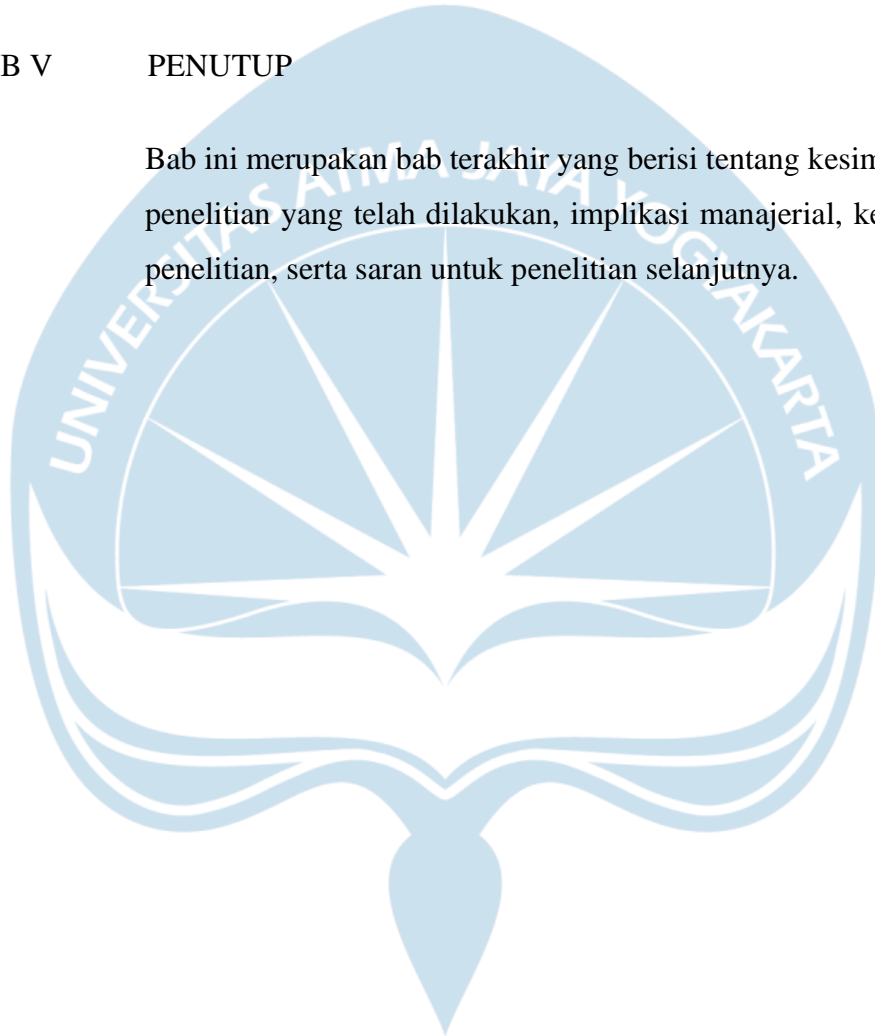 B V PENUTUP
Bab ini merupakan bab terakhir yang berisi tentang
penelitian yang telah dilakukan, implikasi manajerial,
penelitian, serta saran untuk penelitian selanjutnya.
UNIVERSITAS ATMA JAYA YOGYAKARTA